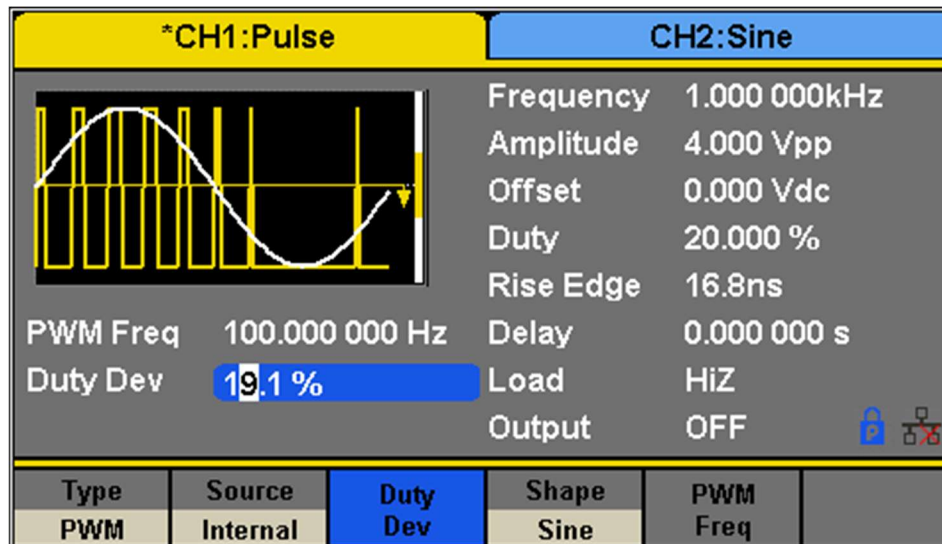 *CH1:Pulse CH2:Sine
Frequency 1.000 000kHz
Amplitude 4.000 Vpp
Offset 0.000 Vdc
Duty 20.000 %
Rise Edge 16.8ns
PWM Freq 100.000 000 Hz Delay 0.000 000 s
Duty Dev 19.1 % Load HiZ
Output OFF P
Type Source Duty Dev Shape PWM Freq
PWM Internal Sine